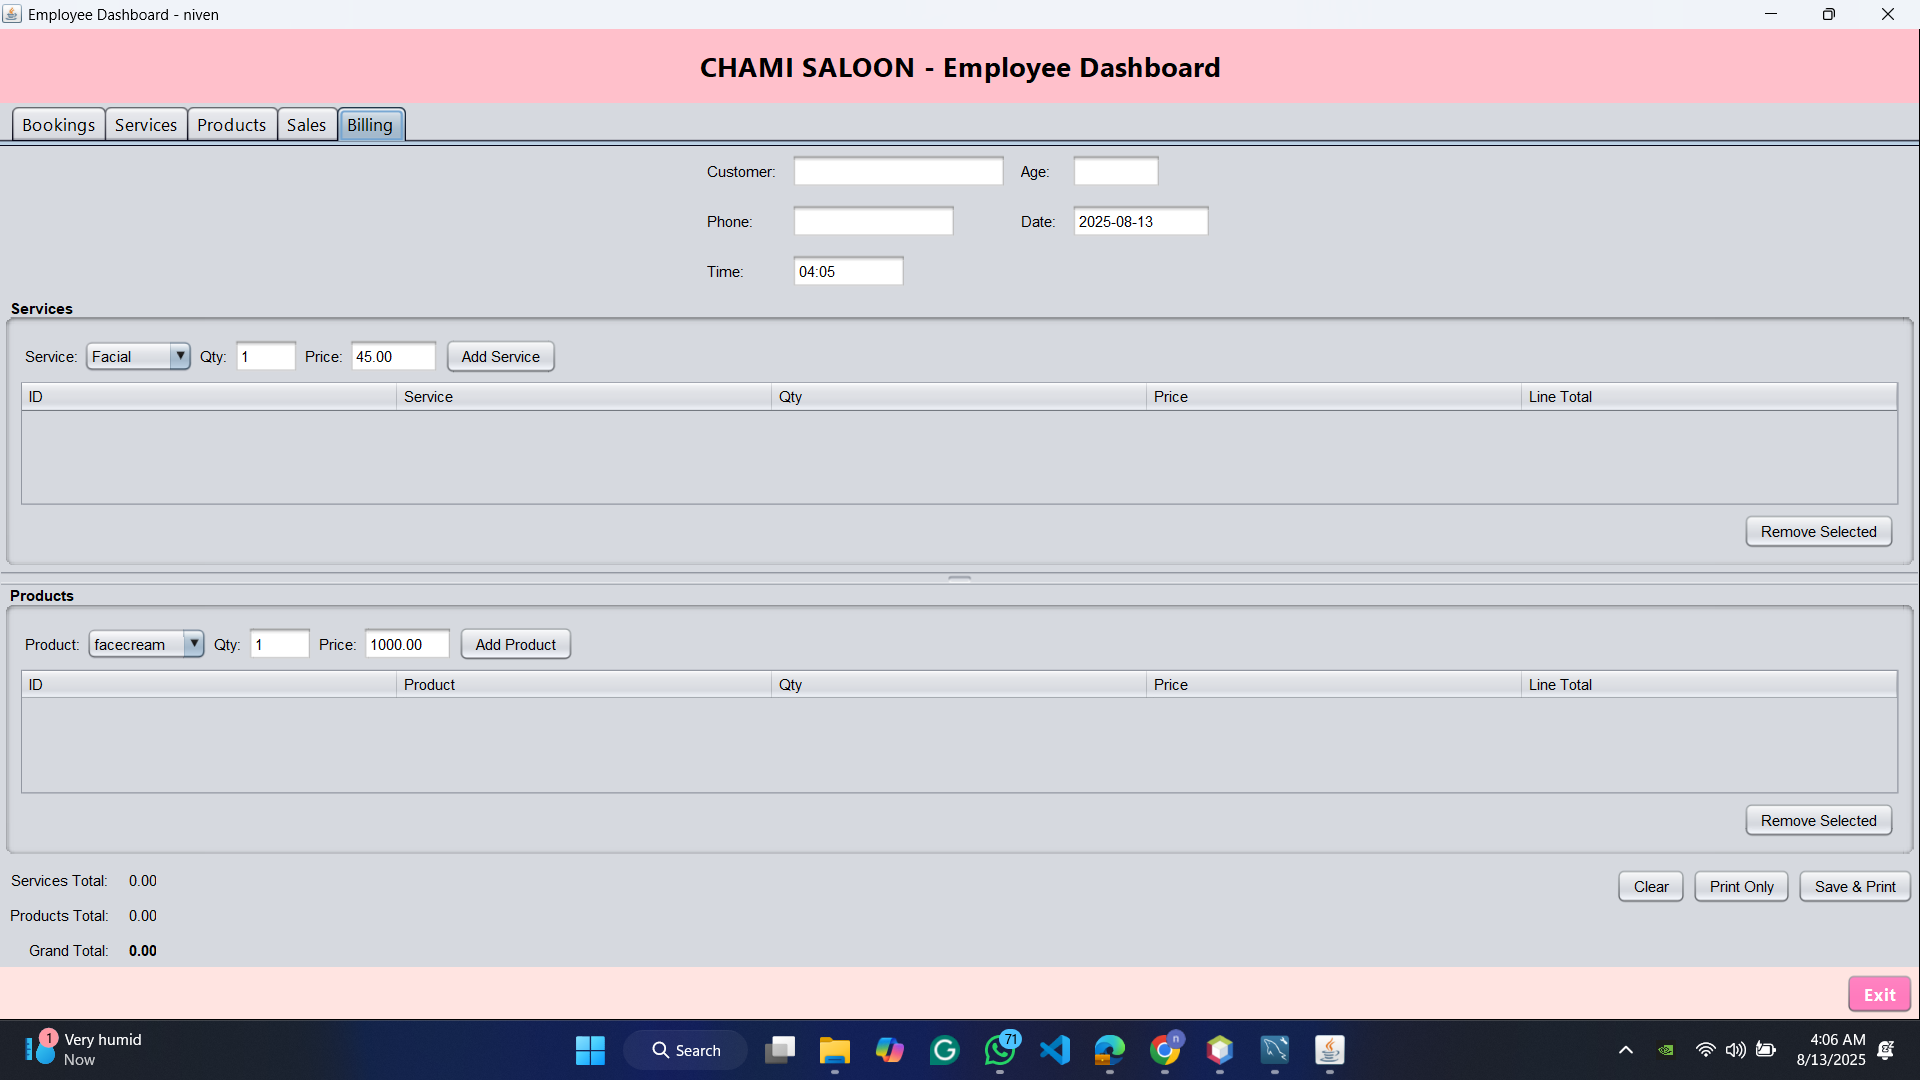 Employee Dashboard - niven
CHAMI SALOON - Employee Dashboard
Bookings Services Products Sales Billing
Customer: Age:
Phone: Date: 2025-08-13
Time: 04:05
Services
Service: Facial Qty: 1 Price: 45.00 Add Service
ID Service Qty Price Line Total
Remove Selected
Products
Product: facecream Qty: 1 Price: 1000.00 Add Product
ID Product Qty Price Line Total
Remove Selected
Services Total: 0.00
Clear Print Only Save & Print
Products Total: 0.00
Grand Total: 0.00
Exit
1 Very humid
Now
Search
71
n
4:06 AM
8/13/2025